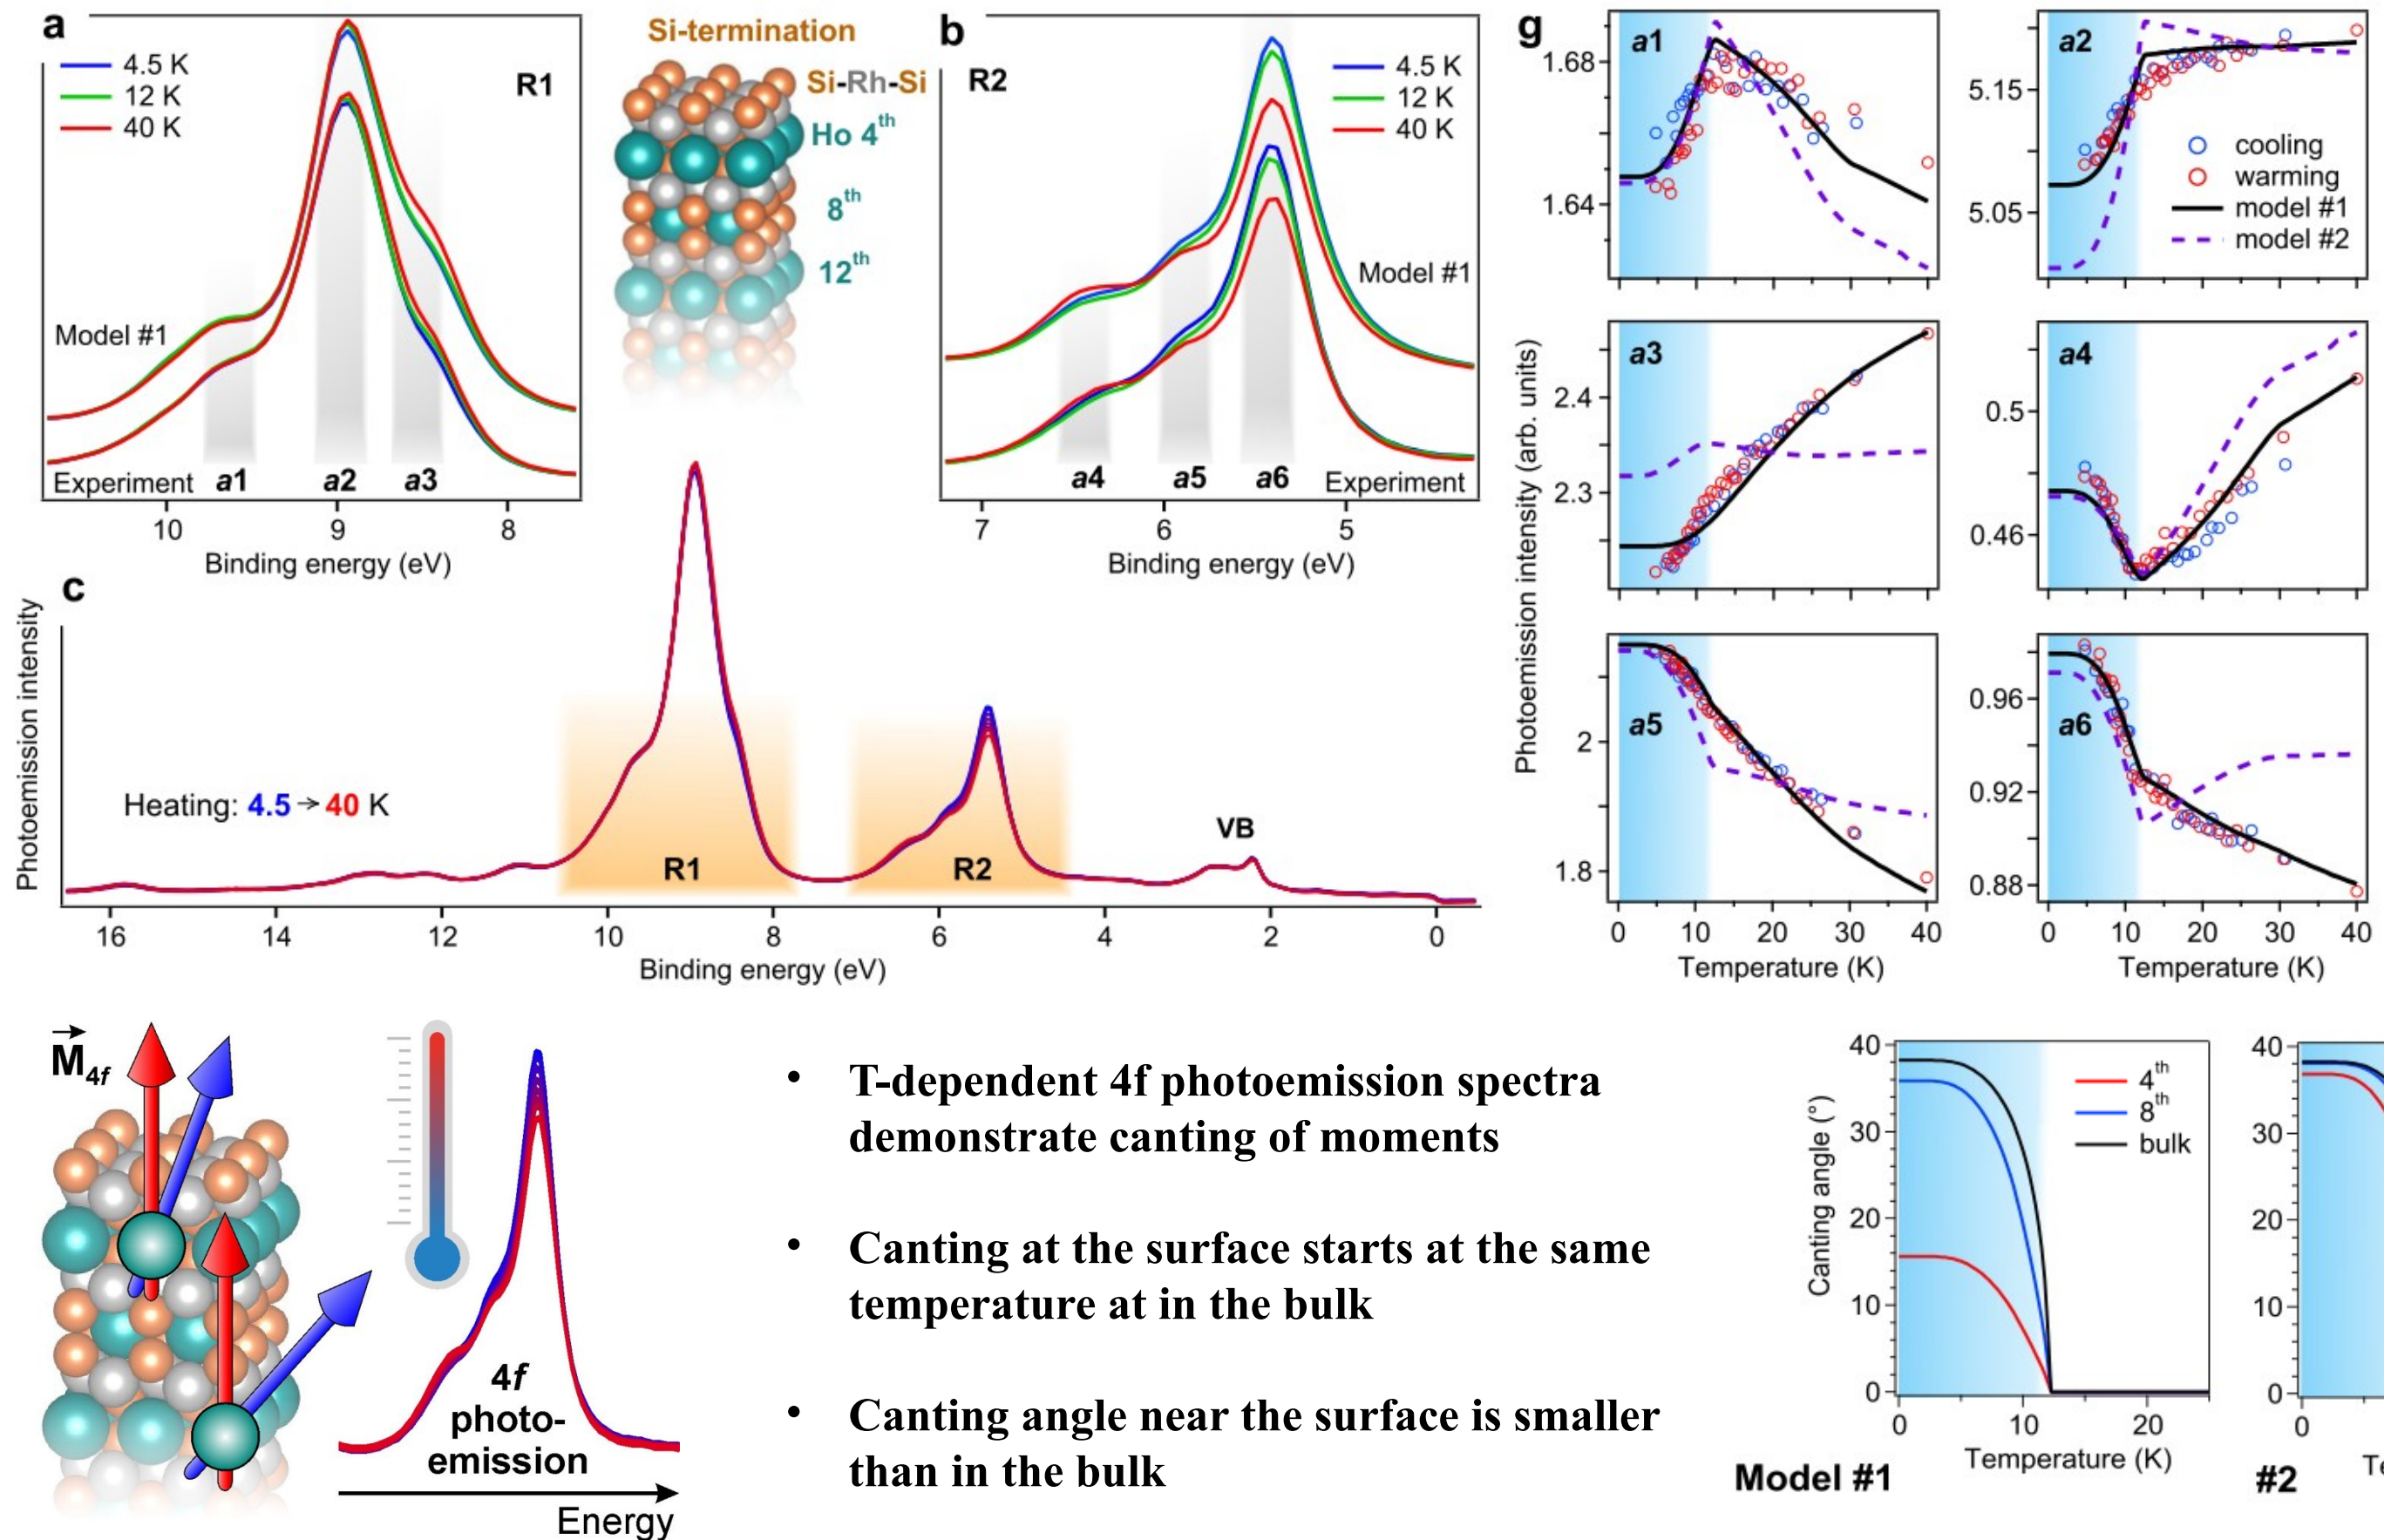 a
4.5 K
12 K
40 K
R1
Model #1
Experiment
a1
a2
a3
10
9
8
Binding energy (eV)
Si-termination
Si-Rh-Si
Ho 4th
8th
12th
b
R2
4.5 K
12 K
40 K
Model #1
a4
a5
a6
Experiment
7
6
5
Binding energy (eV)
c
Photoemission intensity
Heating: 4.5→40 K
R1
R2
VB
16
14
12
10
8
6
4
2
0
Binding energy (eV)
g
Photoemission intensity (arb. units)
a1
1.68
1.64
a2
5.15
5.05
cooling
warming
model #1
model #2
a3
2.4
2.3
a4
0.5
0.46
a5
2
1.8
0
10
20
30
40
Temperature (K)
a6
0.96
0.92
0.88
0
10
20
30
40
Temperature (K)
M4f
4f
photo-
emission
Energy
• T-dependent 4f photoemission spectra
demonstrate canting of moments
• Canting at the surface starts at the same
temperature at in the bulk
• Canting angle near the surface is smaller
than in the bulk
Canting angle (°)
40
30
20
10
0
4th
8th
bulk
0
10
20
Temperature (K)
Model #1
40
30
20
10
0
0
Te
#2